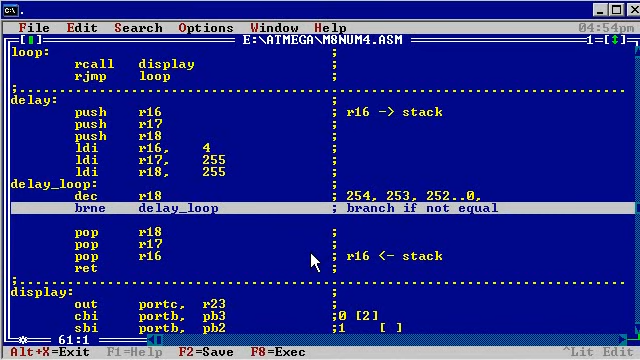 C:\ .
File Edit Search Options Window Help 04:54pm
[■] E:\ATMEGA\M8NUM4.ASM 1=[↕]
loop: ;
rcall display ;
rjmp loop ;
;----------------------------------------
delay: ;
push r16 ; r16 -> stack
push r17 ;
push r18 ;
ldi r16, 4 ;
ldi r17, 255 ;
ldi r18, 255 ;
delay_loop: ;
dec r18 ; 254, 253, 252..0,
brne delay_loop ; branch if not equal
pop r18 ;
pop r17 ;
pop r16 ; r16 <- stack
ret ;
;----------------------------------------
display: ;
out portc, r23 ;
cbi portb, pb3 ;0 [2]
sbi portb, pb2 ;1 [ ]
61:1
Alt+X=Exit F1=Help F2=Save F8=Exec ^Lit Edit